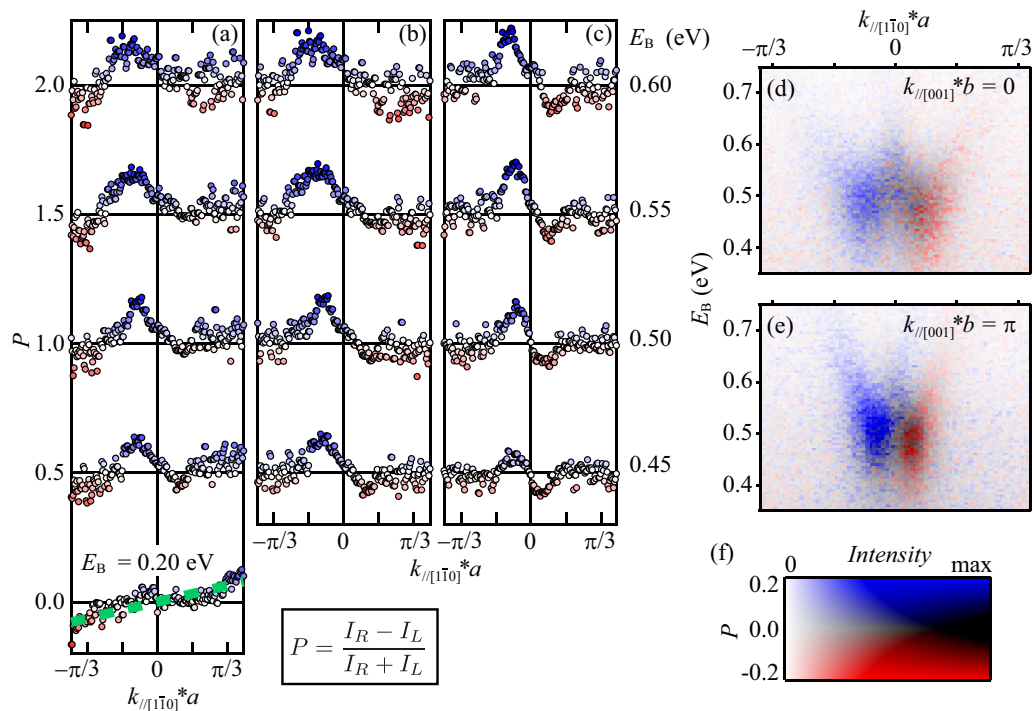 (a)
(b)
(c)
E_B (eV)
2.0
1.5
1.0
0.5
0.0
P
0.60
0.55
0.50
0.45
E_B = 0.20 eV
−π/3 0 π/3
k_//[11̄0]*a
−π/3 0 π/3
−π/3 0 π/3
k_//[11̄0]*a
P = (I_R − I_L) / (I_R + I_L)
k_//[11̄0]*a
−π/3 0 π/3
(d)
k_//[001]*b = 0
0.7
0.6
0.5
0.4
E_B (eV)
(e)
k_//[001]*b = π
0.7
0.6
0.5
0.4
(f)
0 Intensity max
P
0.2
0.0
-0.2